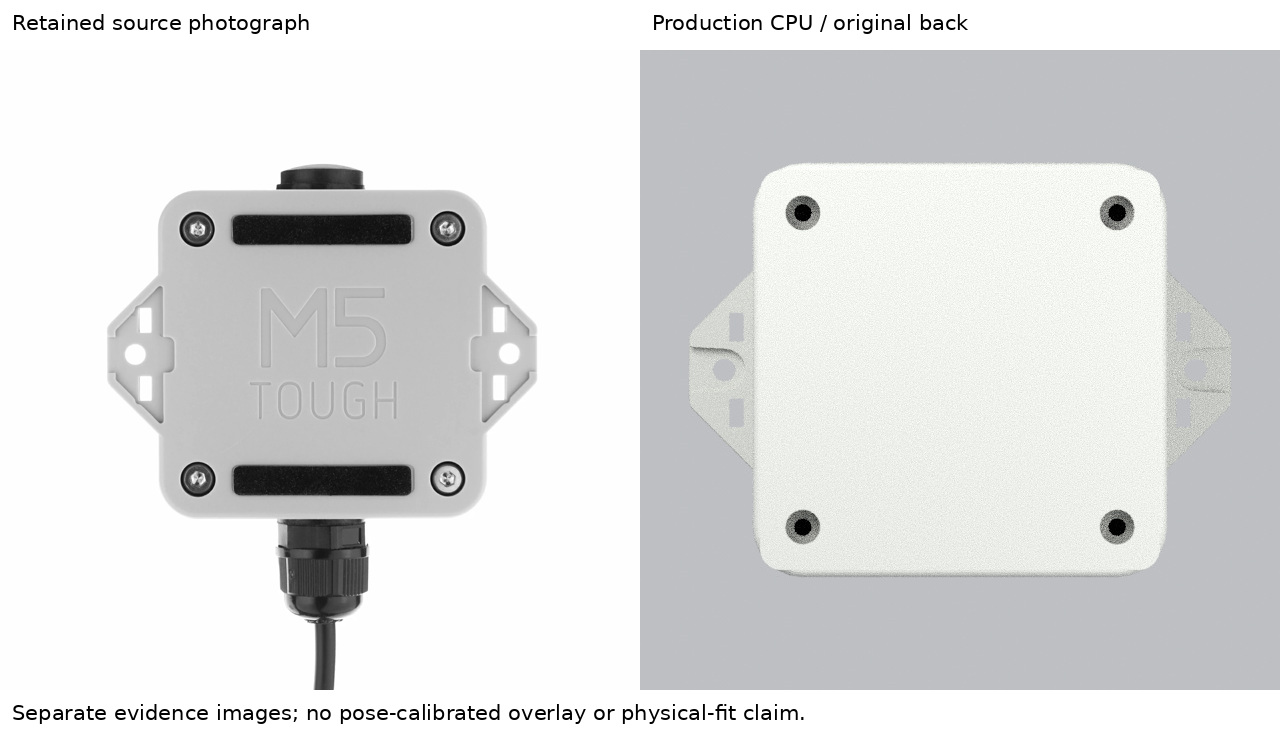 Retained source photograph
Production CPU / original back
M5
TOUGH
Separate evidence images; no pose-calibrated overlay or physical-fit claim.